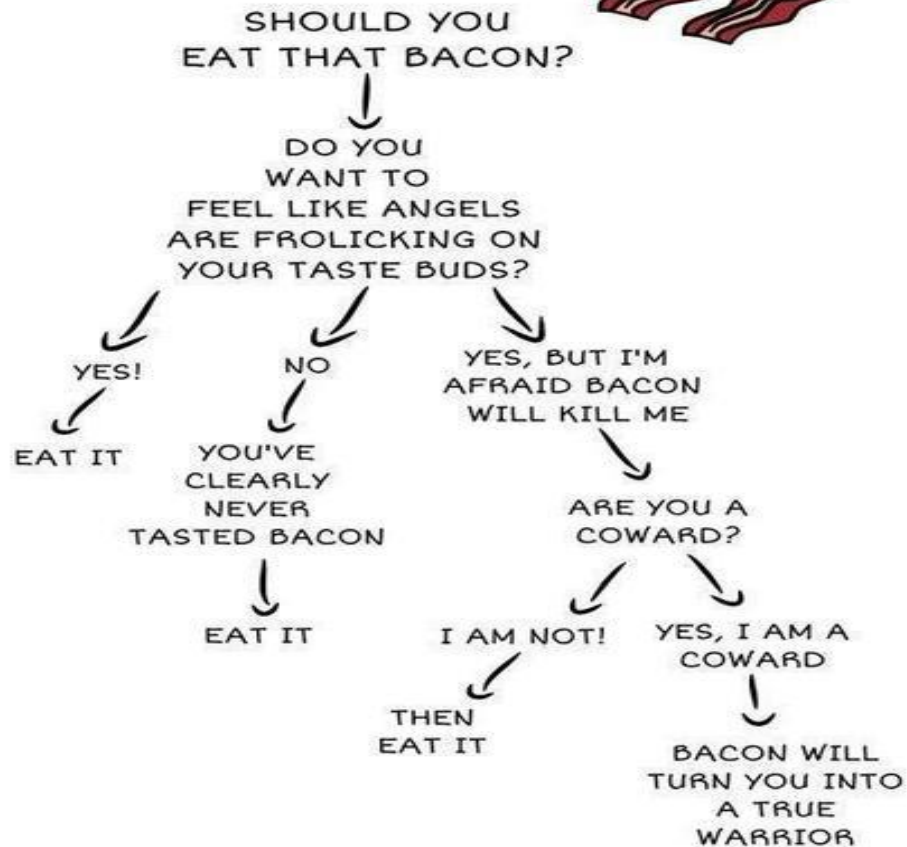 SHOULD YOU
EAT THAT BACON?
DO YOU
WANT TO
FEEL LIKE ANGELS
ARE FROLICKING ON
YOUR TASTE BUDS?
YES!
EAT IT
NO
YOU'VE
CLEARLY
NEVER
TASTED BACON
EAT IT
YES, BUT I'M
AFRAID BACON
WILL KILL ME
ARE YOU A
COWARD?
I AM NOT!
THEN
EAT IT
YES, I AM A
COWARD
BACON WILL
TURN YOU INTO
A TRUE
WARRIOR